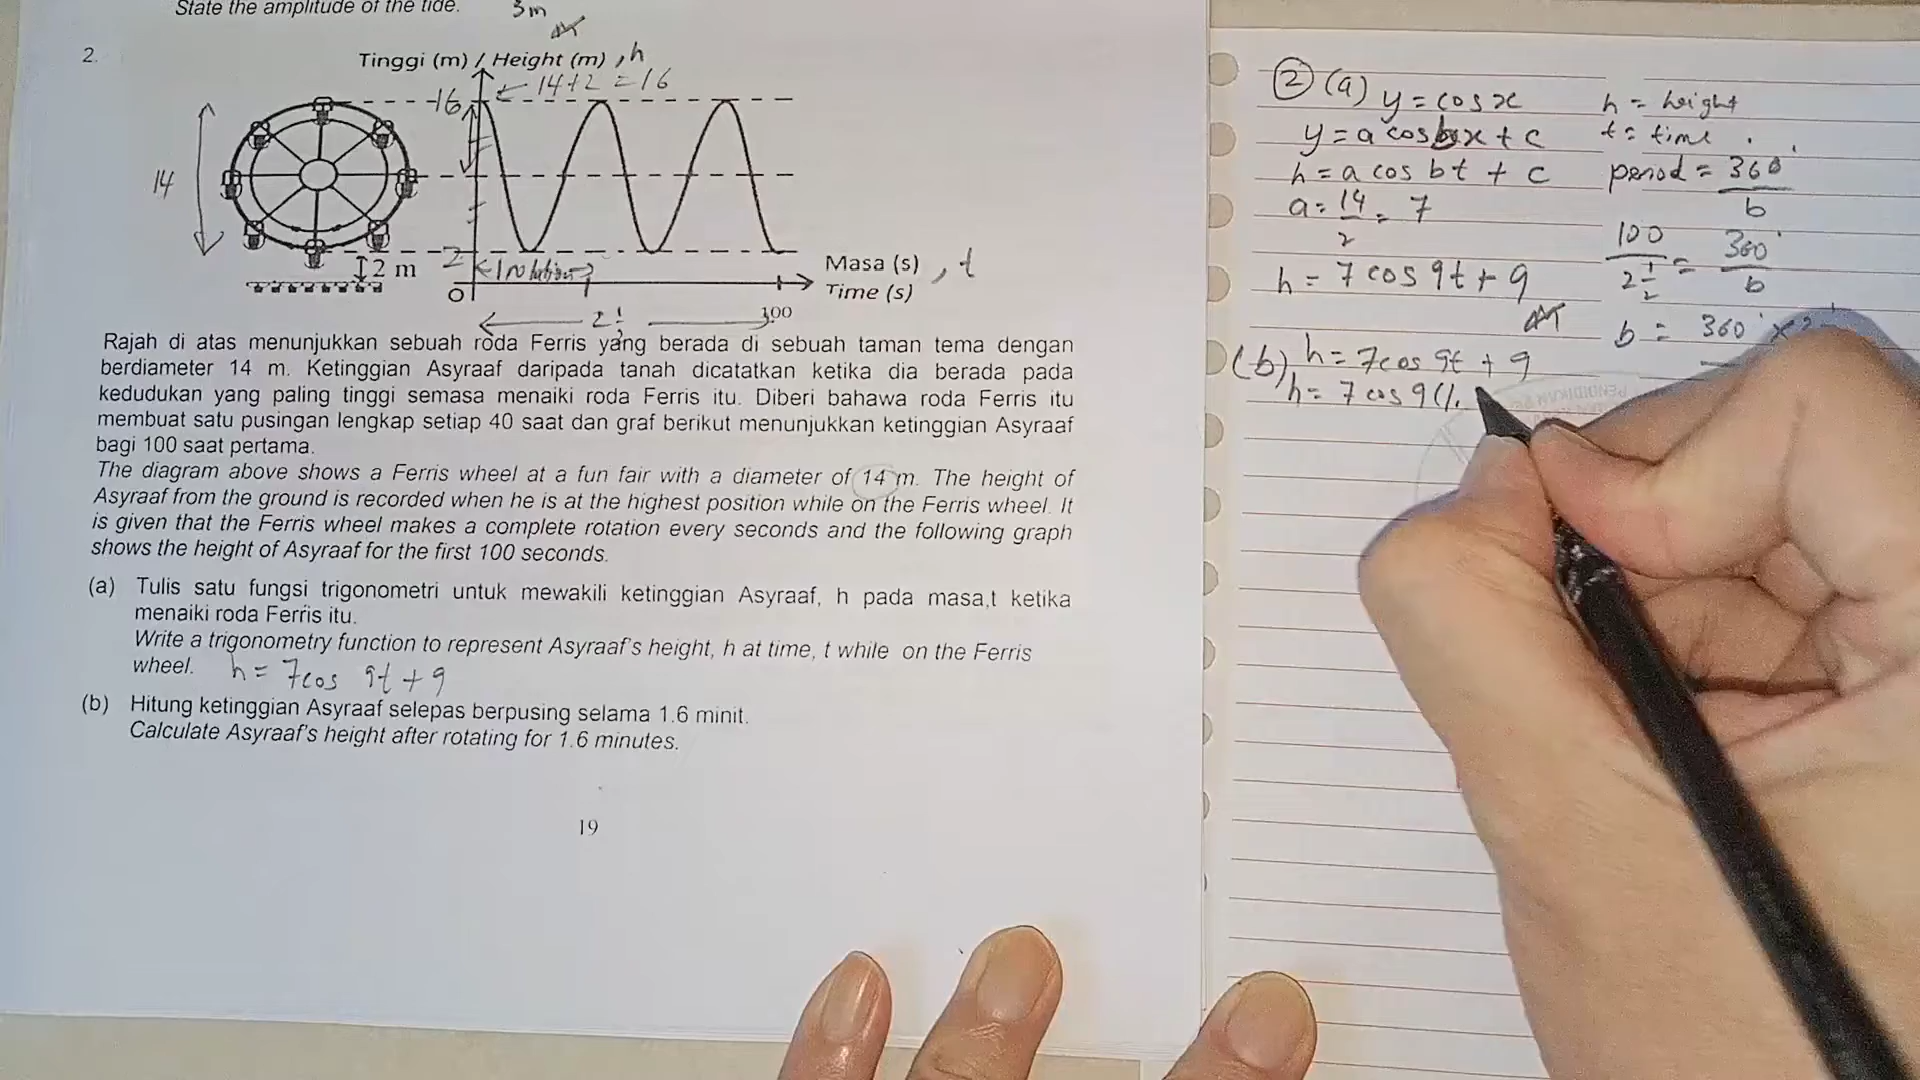 State the amplitude of the tide. 3m
2.
Tinggi (m) / Height (m) , h
16 ← 14+2 = 16
14
2 m
2
1 rotation
0
Masa (s) , t
Time (s)
2 1/2
100
Rajah di atas menunjukkan sebuah roda Ferris yang berada di sebuah taman tema dengan
berdiameter 14 m. Ketinggian Asyraaf daripada tanah dicatatkan ketika dia berada pada
kedudukan yang paling tinggi semasa menaiki roda Ferris itu. Diberi bahawa roda Ferris itu
membuat satu pusingan lengkap setiap 40 saat dan graf berikut menunjukkan ketinggian Asyraaf
bagi 100 saat pertama.
The diagram above shows a Ferris wheel at a fun fair with a diameter of 14 m. The height of
Asyraaf from the ground is recorded when he is at the highest position while on the Ferris wheel. It
is given that the Ferris wheel makes a complete rotation every seconds and the following graph
shows the height of Asyraaf for the first 100 seconds.
(a) Tulis satu fungsi trigonometri untuk mewakili ketinggian Asyraaf, h pada masa,t ketika
menaiki roda Ferris itu.
Write a trigonometry function to represent Asyraaf's height, h at time, t while on the Ferris
wheel. h = 7cos 9t + 9
(b) Hitung ketinggian Asyraaf selepas berpusing selama 1.6 minit.
Calculate Asyraaf's height after rotating for 1.6 minutes.
19
② (a) y = cos x
y = a cos bx + c
h = a cos bt + c
a = 14/2 = 7
h = 7 cos 9t + 9
h = height
t = time
period = 360°/b
100 / 2 1/2 = 360°/b
b = 360° x 2
(b) h = 7cos 9t + 9
h = 7 cos 9(1.